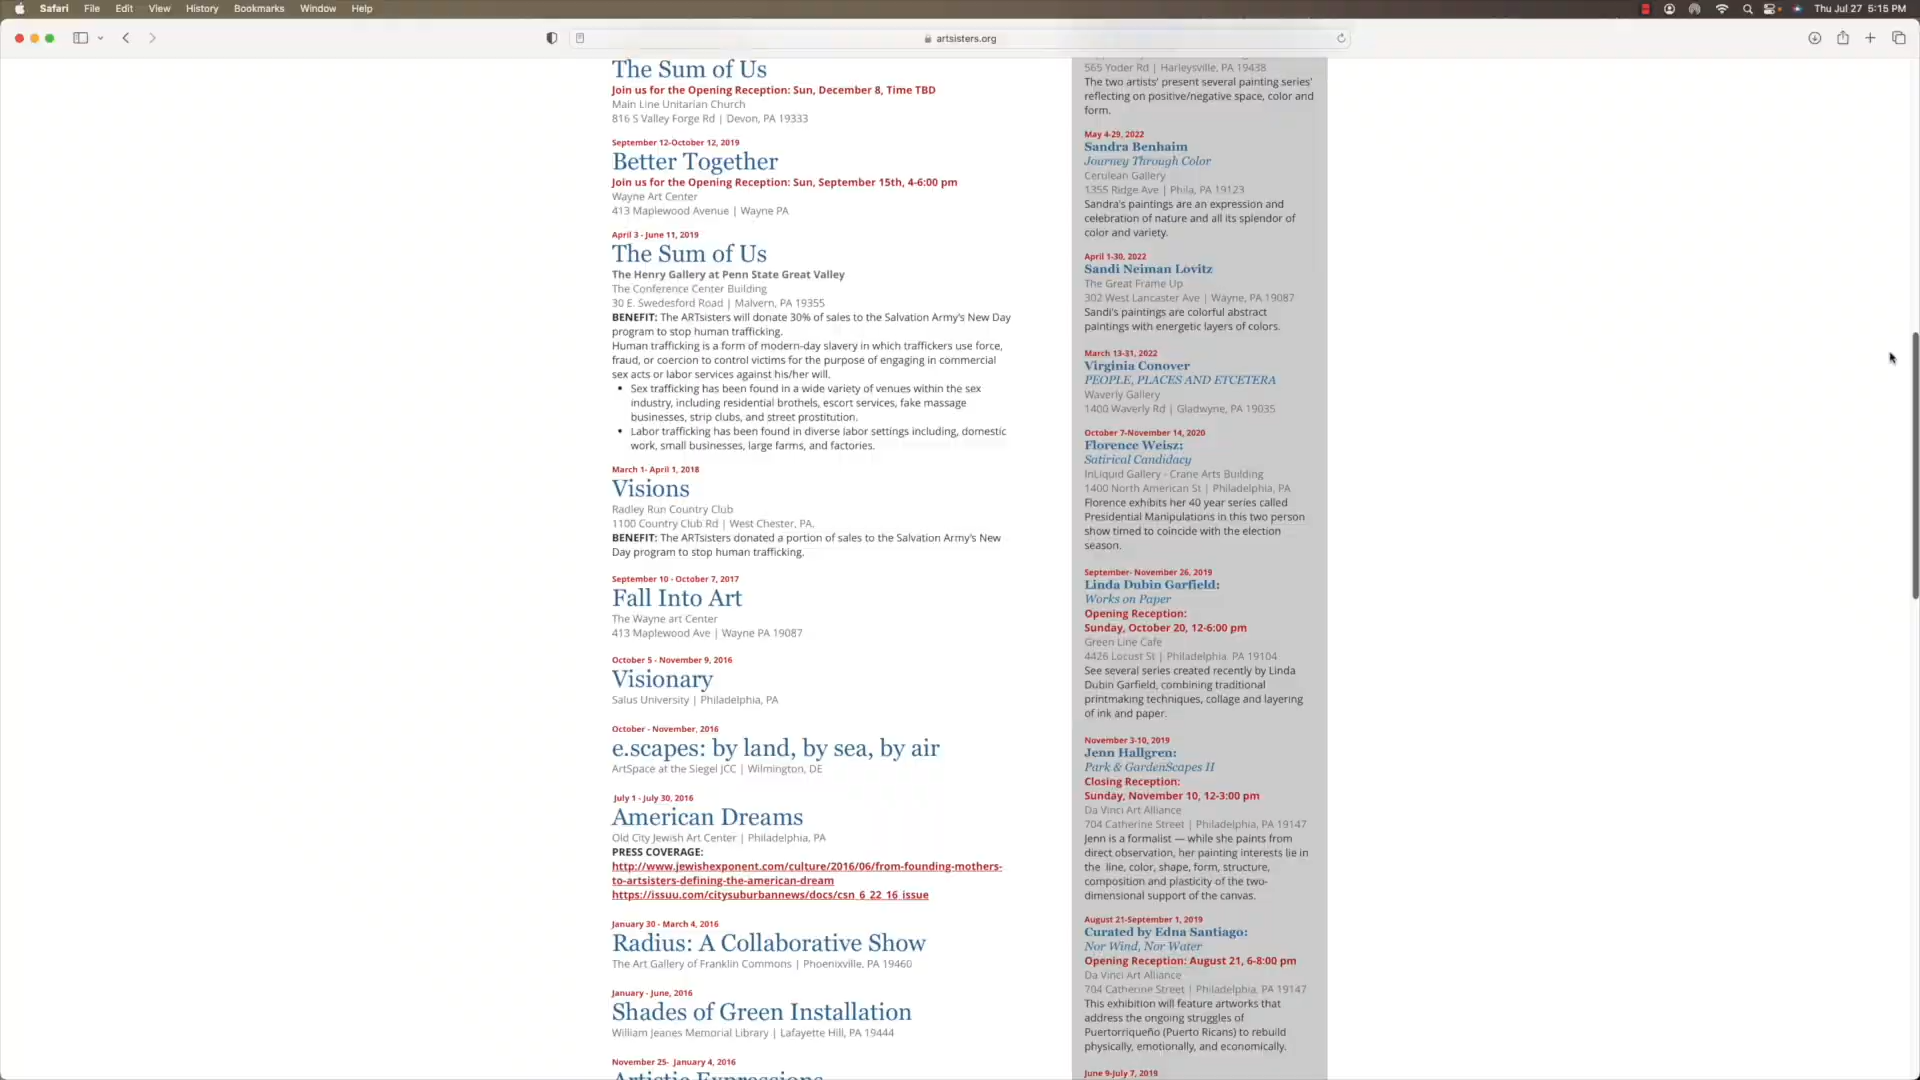 Safari File Edit View History Bookmarks Window Help
Thu Jul 27 5:15 PM
artsisters.org
The Sum of Us
Join us for the Opening Reception: Sun, December 8, Time TBD
Main Line Unitarian Church
816 S Valley Forge Rd | Devon, PA 19333
September 12-October 12, 2019
Better Together
Join us for the Opening Reception: Sun, September 15th, 4-6:00 pm
Wayne Art Center
413 Maplewood Avenue | Wayne PA
April 3 - June 11, 2019
The Sum of Us
The Henry Gallery at Penn State Great Valley
The Conference Center Building
30 E. Swedesford Road | Malvern, PA 19355
BENEFIT: The ARTsisters will donate 30% of sales to the Salvation Army's New Day
program to stop human trafficking.
Human trafficking is a form of modern-day slavery in which traffickers use force,
fraud, or coercion to control victims for the purpose of engaging in commercial
sex acts or labor services against his/her will.
• Sex trafficking has been found in a wide variety of venues within the sex
industry, including residential brothels, escort services, fake massage
businesses, strip clubs, and street prostitution.
• Labor trafficking has been found in diverse labor settings including, domestic
work, small businesses, large farms, and factories.
March 1- April 1, 2018
Visions
Radley Run Country Club
1100 Country Club Rd | West Chester, PA.
BENEFIT: The ARTsisters donated a portion of sales to the Salvation Army's New
Day program to stop human trafficking.
September 10 - October 7, 2017
Fall Into Art
The Wayne art Center
413 Maplewood Ave | Wayne PA 19087
October 5 - November 9, 2016
Visionary
Salus University | Philadelphia, PA
October - November, 2016
e.scapes: by land, by sea, by air
ArtSpace at the Siegel JCC | Wilmington, DE
July 1 - July 30, 2016
American Dreams
Old City Jewish Art Center | Philadelphia, PA
PRESS COVERAGE:
http://www.jewishexponent.com/culture/2016/06/from-founding-mothers-
to-artsisters-defining-the-american-dream
https://issuu.com/citysuburbannews/docs/csn_6_22_16_issue
January 30 - March 4, 2016
Radius: A Collaborative Show
The Art Gallery of Franklin Commons | Phoenixville, PA 19460
January - June, 2016
Shades of Green Installation
William Jeanes Memorial Library | Lafayette Hill, PA 19444
November 25- January 4, 2016
Artistic Expressions
565 Yoder Rd | Harleysville, PA 19438
The two artists' present several painting series'
reflecting on positive/negative space, color and
form.
May 4-29, 2022
Sandra Benhaim
Journey Through Color
Cerulean Gallery
1355 Ridge Ave | Phila, PA 19123
Sandra's paintings are an expression and
celebration of nature and all its splendor of
color and variety.
April 1-30, 2022
Sandi Neiman Lovitz
The Great Frame Up
302 West Lancaster Ave | Wayne, PA 19087
Sandi's paintings are colorful abstract
paintings with energetic layers of colors.
March 13-31, 2022
Virginia Conover
PEOPLE, PLACES AND ETCETERA
Waverly Gallery
1400 Waverly Rd | Gladwyne, PA 19035
October 7-November 14, 2020
Florence Weisz:
Satirical Candidacy
InLiquid Gallery - Crane Arts Building
1400 North American St | Philadelphia, PA
Florence exhibits her 40 year series called
Presidential Manipulations in this two person
show timed to coincide with the election
season.
September- November 26, 2019
Linda Dubin Garfield:
Works on Paper
Opening Reception:
Sunday, October 20, 12-6:00 pm
Green Line Cafe
4426 Locust St | Philadelphia PA 19104
See several series created recently by Linda
Dubin Garfield, combining traditional
printmaking techniques, collage and layering
of ink and paper.
November 3-10, 2019
Jenn Hallgren:
Park & GardenScapes II
Closing Reception:
Sunday, November 10, 12-3:00 pm
Da Vinci Art Alliance
704 Catherine Street | Philadelphia, PA 19147
Jenn is a formalist — while she paints from
direct observation, her painting interests lie in
the line, color, shape, form, structure,
composition and plasticity of the two-
dimensional support of the canvas.
August 21-September 1, 2019
Curated by Edna Santiago:
Nor Wind, Nor Water
Opening Reception: August 21, 6-8:00 pm
Da Vinci Art Alliance
704 Catherine Street | Philadelphia, PA 19147
This exhibition will feature artworks that
address the ongoing struggles of
Puertorriqueño (Puerto Ricans) to rebuild
physically, emotionally, and economically.
June 9-July 7, 2019